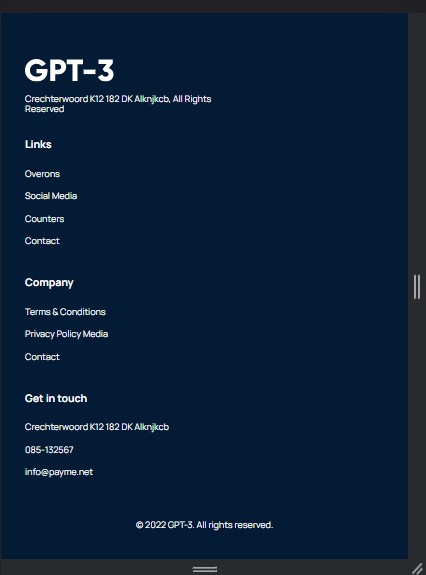 GPT-3
Crechterwoord K12 182 DK Alknjkcb, All Rights
Reserved
Links
Overons
Social Media
Counters
Contact
Company
Terms & Conditions
Privacy Policy Media
Contact
Get in touch
Crechterwoord K12 182 DK Alknjkcb
085-132567
info@payme.net
© 2022 GPT-3. All rights reserved.